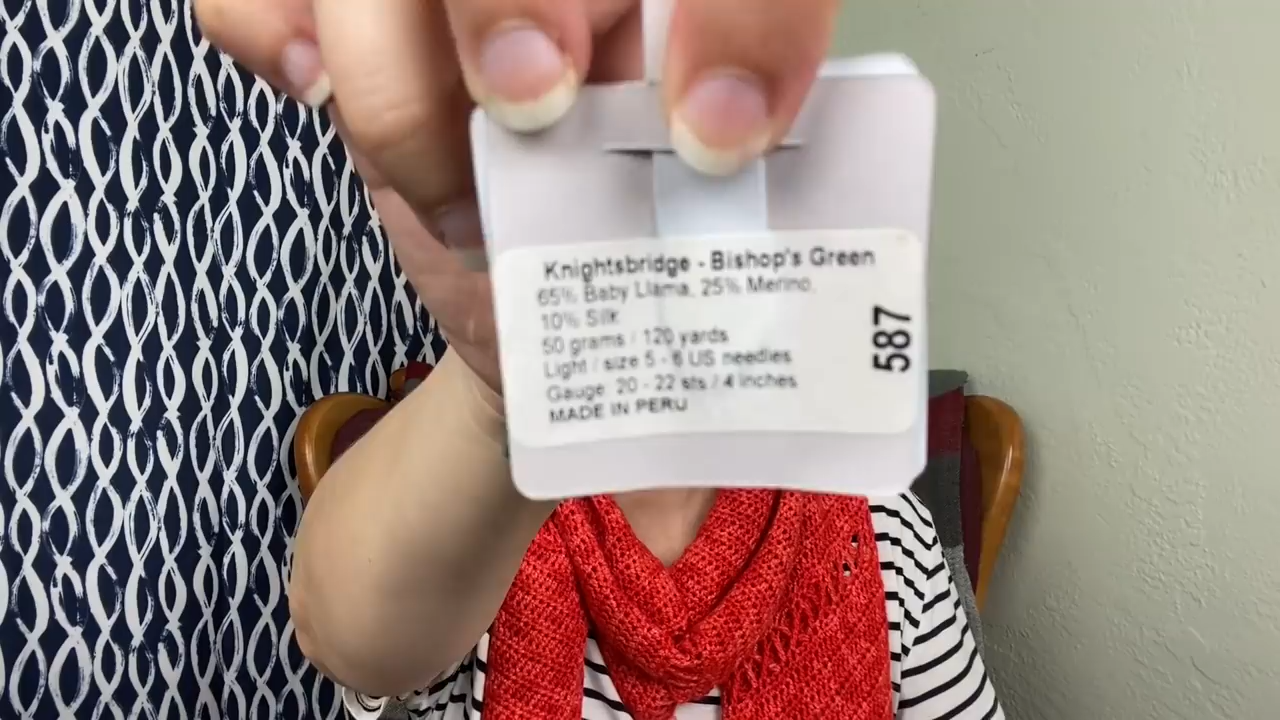 Knightsbridge - Bishop's Green
65% Baby Llama, 25% Merino,
10% Silk
50 grams / 120 yards
Light / size 5 - 6 US needles
Gauge: 20 - 22 sts / 4 inches
MADE IN PERU
587